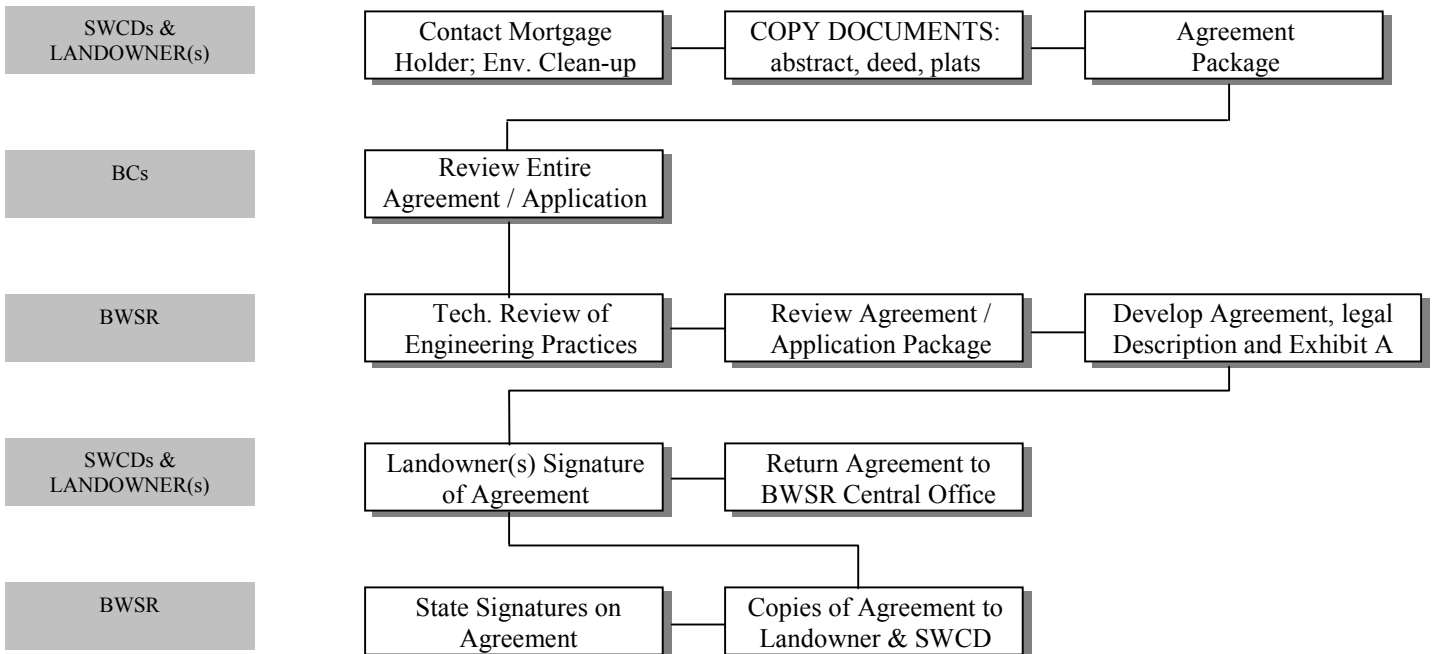 SWCDs &
LANDOWNER(s)
Contact Mortgage
Holder; Env. Clean-up
COPY DOCUMENTS:
abstract, deed, plats
Agreement
Package
BCs
Review Entire
Agreement / Application
BWSR
Tech. Review of
Engineering Practices
Review Agreement /
Application Package
Develop Agreement, legal
Description and Exhibit A
SWCDs &
LANDOWNER(s)
Landowner(s) Signature
of Agreement
Return Agreement to
BWSR Central Office
BWSR
State Signatures on
Agreement
Copies of Agreement to
Landowner & SWCD